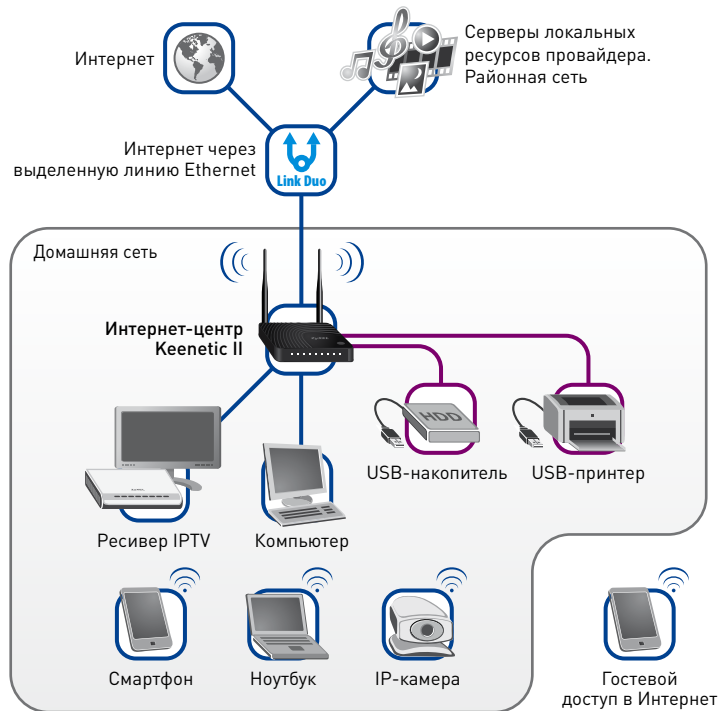 Интернет
Серверы локальных
ресурсов провайдера.
Районная сеть
Интернет через
выделенную линию Ethernet
Link Duo
Домашняя сеть
Интернет-центр
Keenetic II
HDD
USB-накопитель
USB-принтер
Ресивер IPTV
Компьютер
Смартфон
Ноутбук
IP-камера
Гостевой
доступ в Интернет